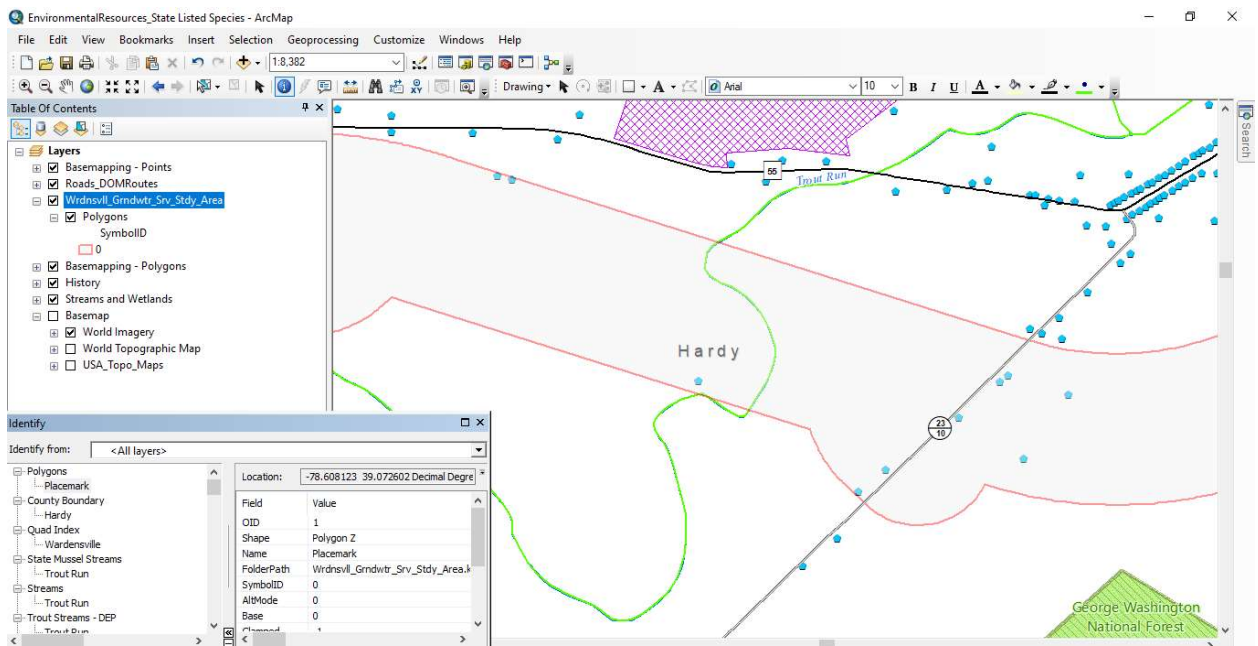 EnvironmentalResources_State Listed Species - ArcMap
File Edit View Bookmarks Insert Selection Geoprocessing Customize Windows Help
1:8,382
Drawing Arial 10 B I U A
Table Of Contents
Layers
Basemapping - Points
Roads_DOMRoutes
Wrdnsvll_Grndwtr_Srv_Stdy_Area
Polygons
SymbolID
0
Basemapping - Polygons
History
Streams and Wetlands
Basemap
World Imagery
World Topographic Map
USA_Topo_Maps
Search
55
Trout Run
Hardy
23
10
George Washington
National Forest
Identify
Identify from: <All layers>
Polygons
Placemark
County Boundary
Hardy
Quad Index
Wardensville
State Mussel Streams
Trout Run
Streams
Trout Run
Trout Streams - DEP
Trout Run
Location: -78.608123 39.072602 Decimal Degre
Field Value
OID 1
Shape Polygon Z
Name Placemark
FolderPath Wrdnsvll_Grndwtr_Srv_Stdy_Area.k
SymbolID 0
AltMode 0
Base 0
Clamped -1